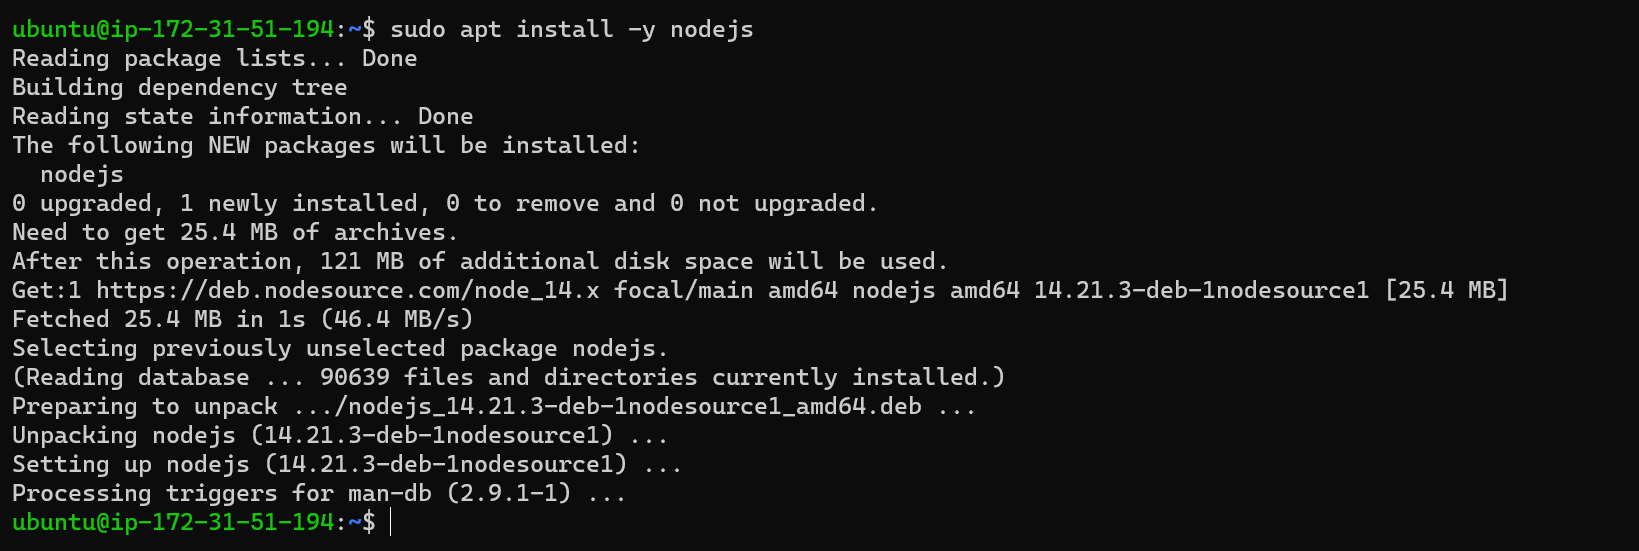 ubuntu@ip-172-31-51-194:~$ sudo apt install -y nodejs
Reading package lists... Done
Building dependency tree
Reading state information... Done
The following NEW packages will be installed:
  nodejs
0 upgraded, 1 newly installed, 0 to remove and 0 not upgraded.
Need to get 25.4 MB of archives.
After this operation, 121 MB of additional disk space will be used.
Get:1 https://deb.nodesource.com/node_14.x focal/main amd64 nodejs amd64 14.21.3-deb-1nodesource1 [25.4 MB]
Fetched 25.4 MB in 1s (46.4 MB/s)
Selecting previously unselected package nodejs.
(Reading database ... 90639 files and directories currently installed.)
Preparing to unpack .../nodejs_14.21.3-deb-1nodesource1_amd64.deb ...
Unpacking nodejs (14.21.3-deb-1nodesource1) ...
Setting up nodejs (14.21.3-deb-1nodesource1) ...
Processing triggers for man-db (2.9.1-1) ...
ubuntu@ip-172-31-51-194:~$